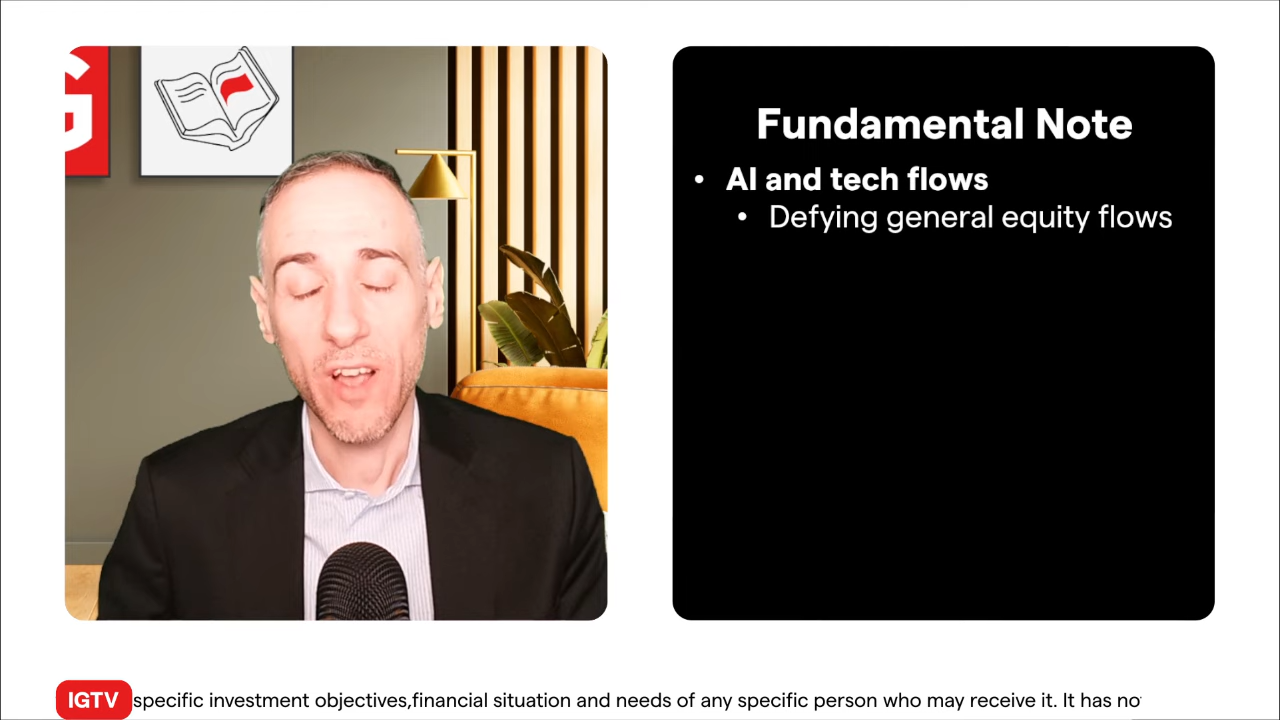 G
Fundamental Note
• AI and tech flows
• Defying general equity flows
IGTV specific investment objectives,financial situation and needs of any specific person who may receive it. It has no